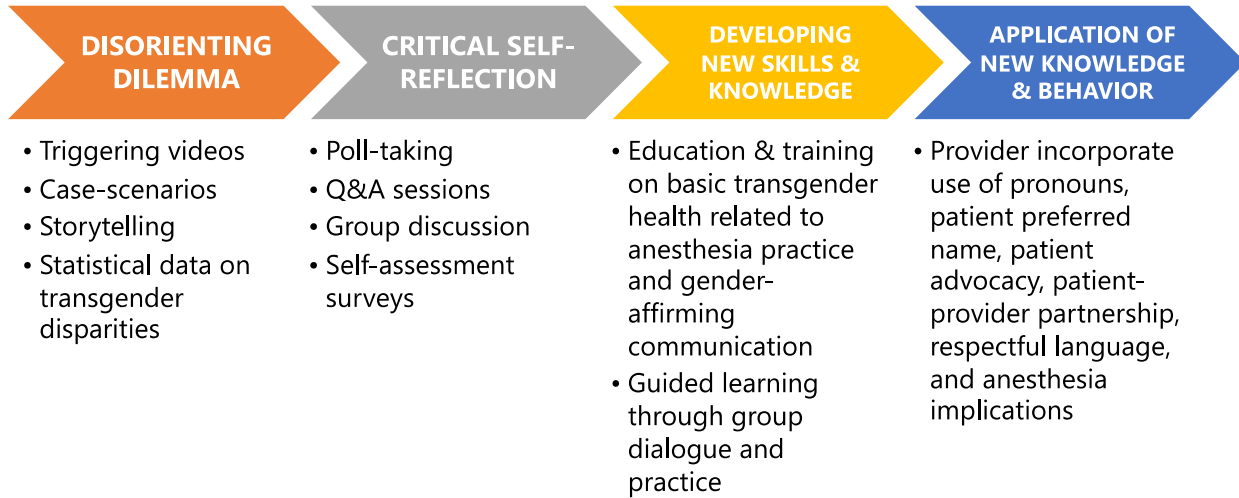 DISORIENTING
DILEMMA
CRITICAL SELF-
REFLECTION
DEVELOPING
NEW SKILLS &
KNOWLEDGE
APPLICATION OF
NEW KNOWLEDGE
& BEHAVIOR
• Triggering videos
• Case-scenarios
• Storytelling
• Statistical data on
transgender
disparities
• Poll-taking
• Q&A sessions
• Group discussion
• Self-assessment
surveys
• Education & training
on basic transgender
health related to
anesthesia practice
and gender-
affirming
communication
• Guided learning
through group
dialogue and
practice
• Provider incorporate
use of pronouns,
patient preferred
name, patient
advocacy, patient-
provider partnership,
respectful language,
and anesthesia
implications